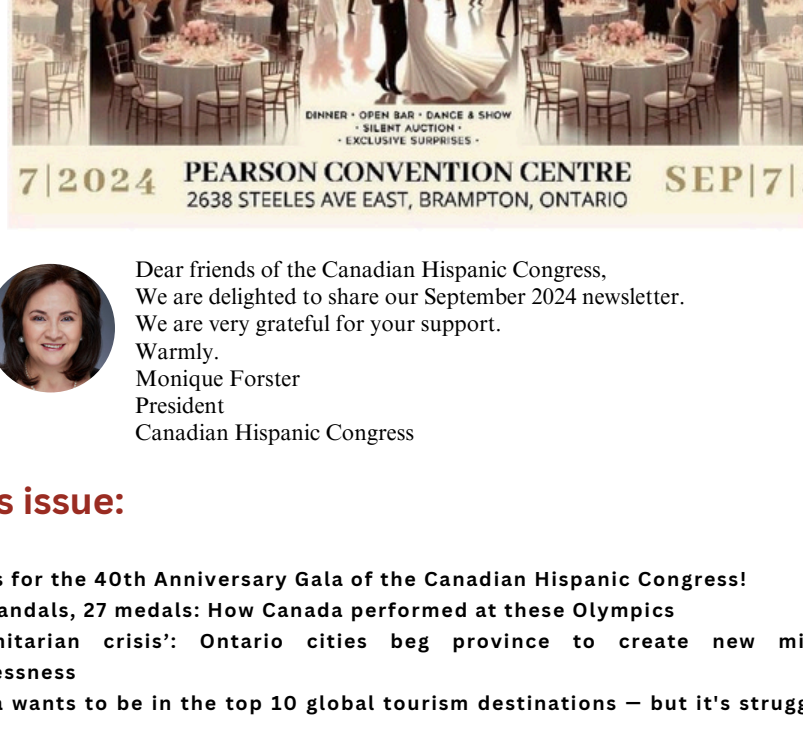 DINNER · OPEN BAR · DANCE & SHOW
· SILENT AUCTION ·
· EXCLUSIVE SURPRISES ·
7|2024 PEARSON CONVENTION CENTRE SEP|7|
2638 STEELES AVE EAST, BRAMPTON, ONTARIO
Dear friends of the Canadian Hispanic Congress,
We are delighted to share our September 2024 newsletter.
We are very grateful for your support.
Warmly.
Monique Forster
President
Canadian Hispanic Congress
s issue:
s for the 40th Anniversary Gala of the Canadian Hispanic Congress!
andals, 27 medals: How Canada performed at these Olympics
nitarian crisis’: Ontario cities beg province to create new mi
essness
a wants to be in the top 10 global tourism destinations — but it's strugg